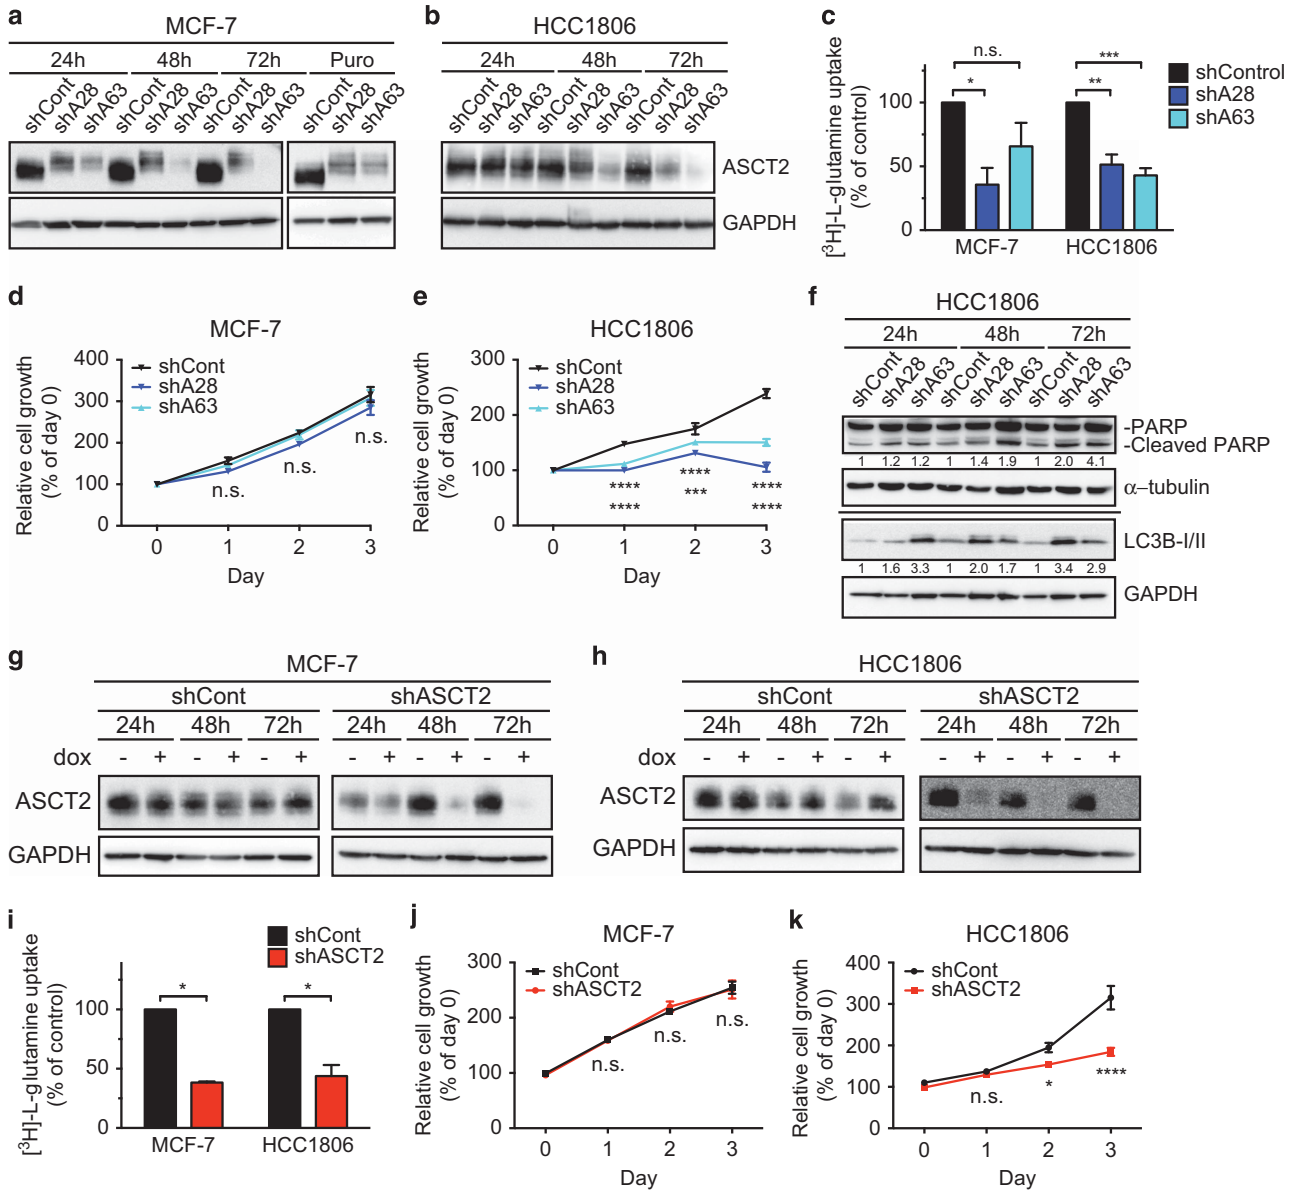 a
MCF-7
24h 48h 72h Puro
shCont shA28 shA63 shCont shA28 shA63 shCont shA28 shA63 shCont shA28 shA63
b
HCC1806
24h 48h 72h
shCont shA28 shA63 shCont shA28 shA63 shCont shA28 shA63
ASCT2
GAPDH
c
[³H]-L-glutamine uptake
(% of control)
100
50
0
n.s.
*
***
**
MCF-7 HCC1806
shControl
shA28
shA63
d
MCF-7
Relative cell growth
(% of day 0)
400
300
200
100
0
shCont
shA28
shA63
n.s.
n.s.
n.s.
0 1 2 3
Day
e
HCC1806
Relative cell growth
(% of day 0)
300
200
100
0
shCont
shA28
shA63
****
****
****
***
****
****
0 1 2 3
Day
f
HCC1806
24h 48h 72h
shCont shA28 shA63 shCont shA28 shA63 shCont shA28 shA63
-PARP
-Cleaved PARP
1 1.2 1.2 1 1.4 1.9 1 2.0 4.1
α–tubulin
LC3B-I/II
1 1.6 3.3 1 2.0 1.7 1 3.4 2.9
GAPDH
g
MCF-7
shCont shASCT2
24h 48h 72h 24h 48h 72h
dox - + - + - + - + - + - +
ASCT2
GAPDH
h
HCC1806
shCont shASCT2
24h 48h 72h 24h 48h 72h
dox - + - + - + - + - + - +
ASCT2
GAPDH
i
[³H]-L-glutamine uptake
(% of control)
100
50
0
shCont
shASCT2
*
*
MCF-7 HCC1806
j
MCF-7
Relative cell growth
(% of day 0)
300
200
100
0
shCont
shASCT2
n.s.
n.s.
n.s.
0 1 2 3
Day
k
HCC1806
Relative cell growth
(% of day 0)
400
300
200
100
0
shCont
shASCT2
n.s.
*
****
0 1 2 3
Day